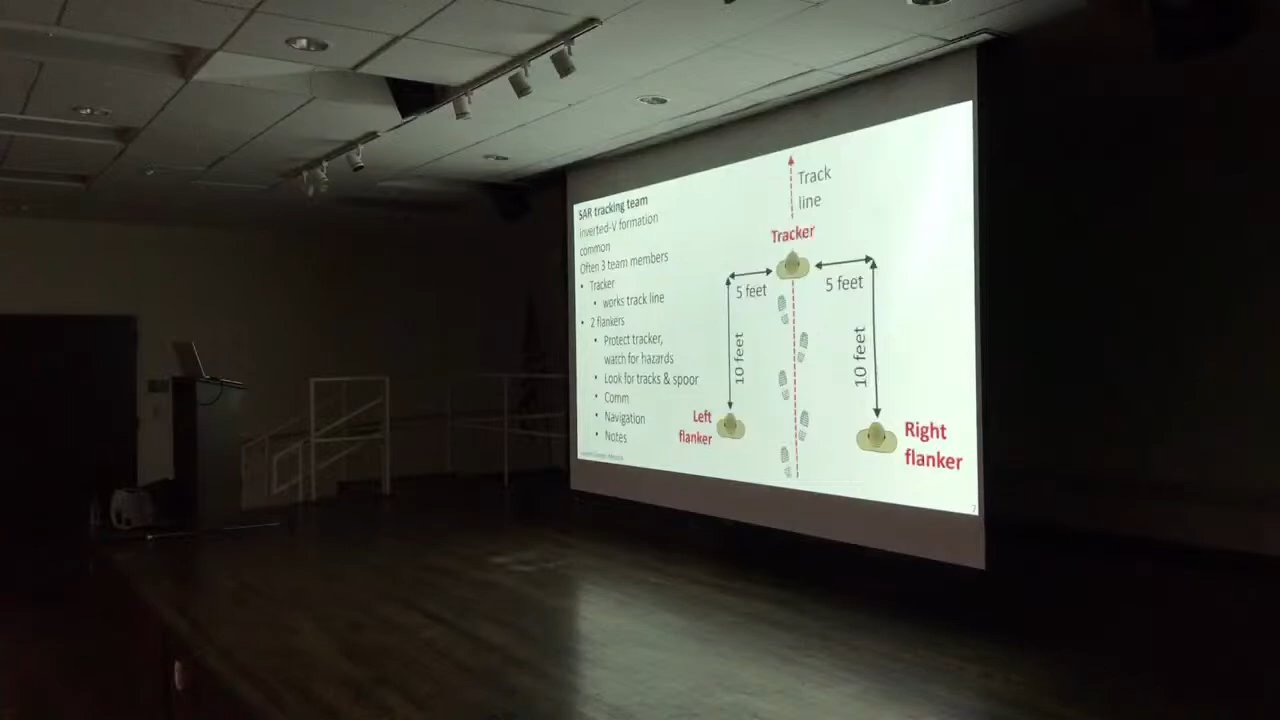 SAR tracking team
inverted-V formation
common
Often 3 team members
• Tracker
• works track line
• 2 flankers
• Protect tracker,
watch for hazards
• Look for tracks & spoor
• Comm
• Navigation
• Notes
Track
line
Tracker
5 feet
5 feet
10 feet
10 feet
Left
flanker
Right
flanker
7